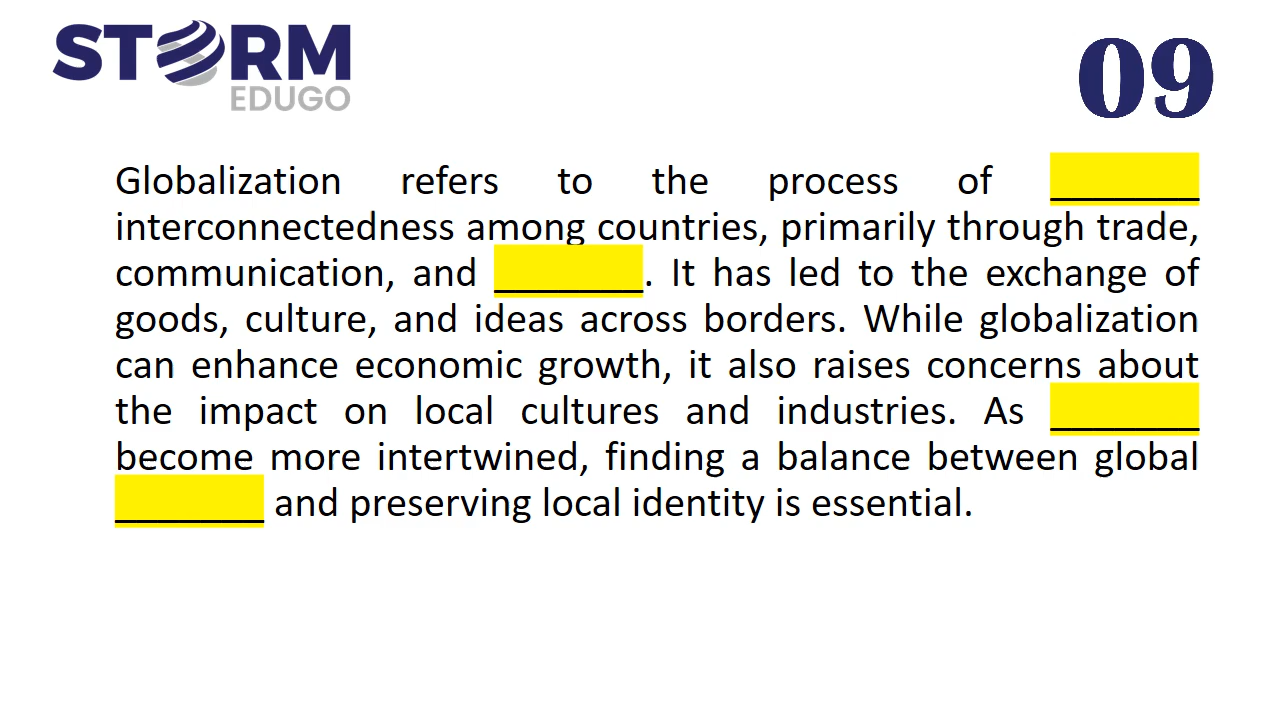 STORM
EDUGO
09
Globalization refers to the process of ________
interconnectedness among countries, primarily through trade,
communication, and ________. It has led to the exchange of
goods, culture, and ideas across borders. While globalization
can enhance economic growth, it also raises concerns about
the impact on local cultures and industries. As ________
become more intertwined, finding a balance between global
________ and preserving local identity is essential.